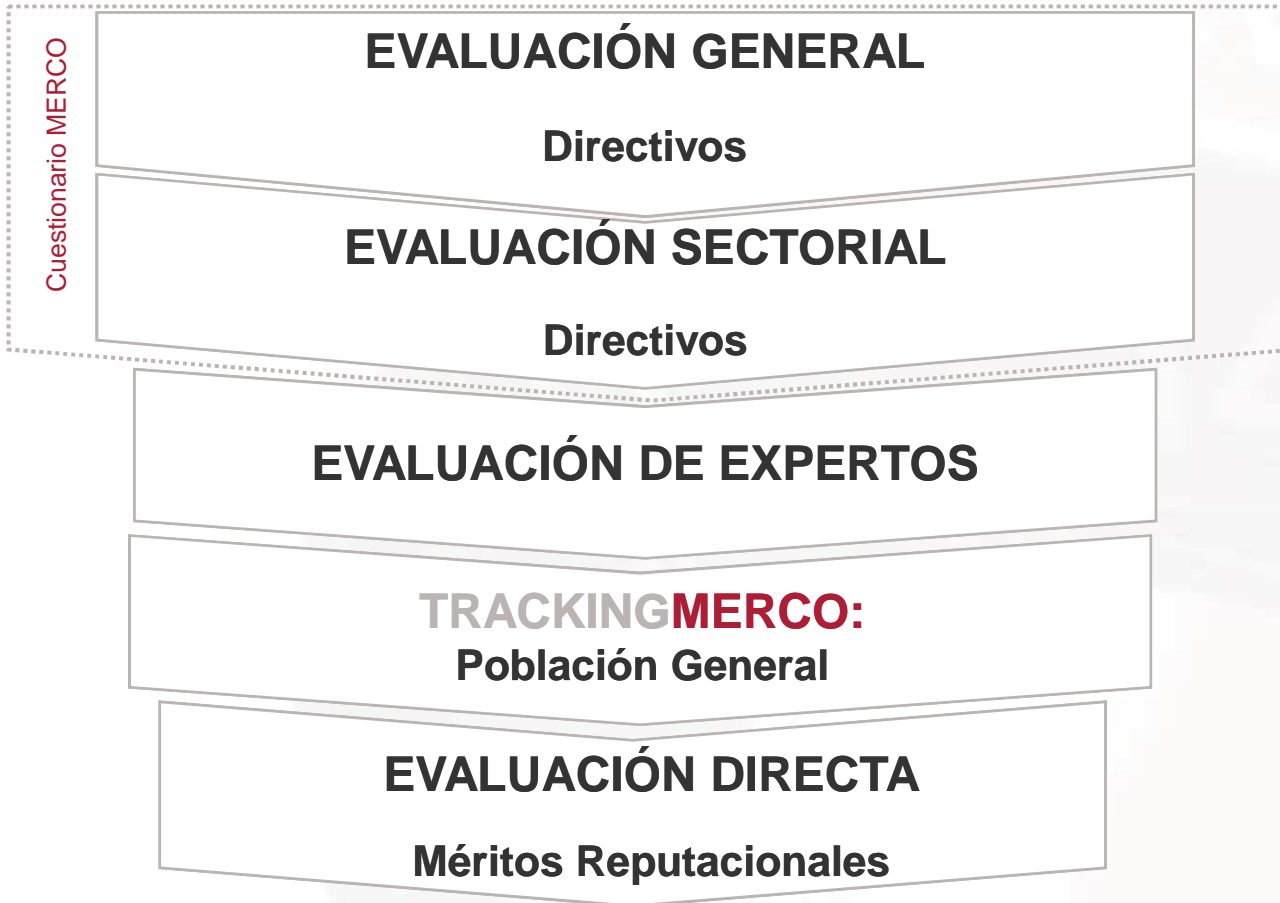 Cuestionario MERCO
EVALUACIÓN GENERAL
Directivos
EVALUACIÓN SECTORIAL
Directivos
EVALUACIÓN DE EXPERTOS
TRACKINGMERCO:
Población General
EVALUACIÓN DIRECTA
Méritos Reputacionales